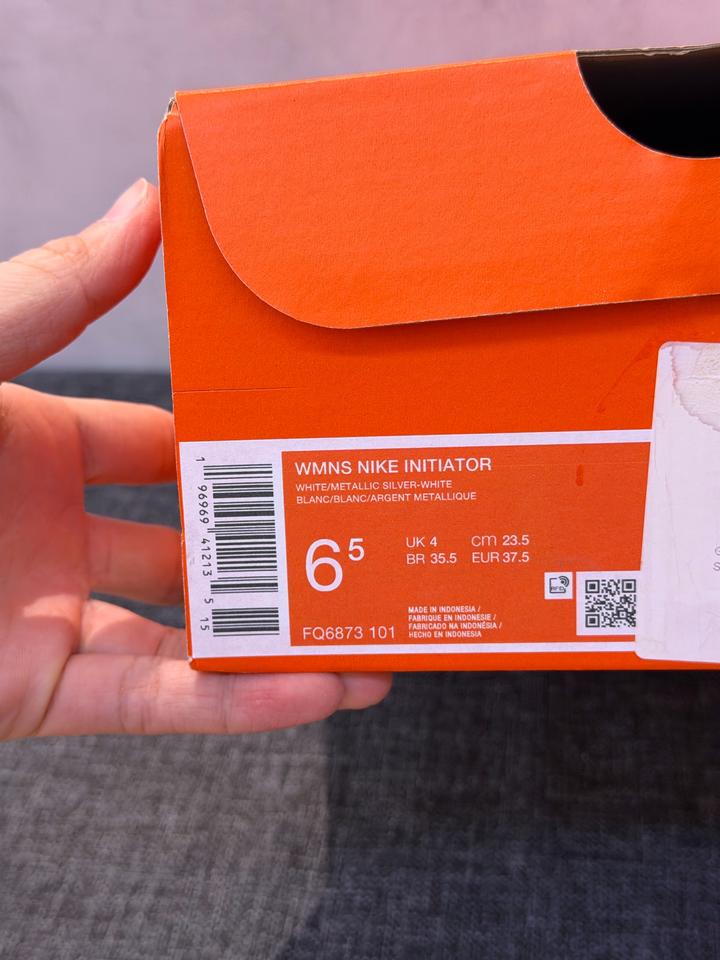 WMNS NIKE INITIATOR
WHITE/METALLIC SILVER-WHITE
BLANC/BLANC/ARGENT METALLIQUE
6⁵
UK 4 cm 23.5
BR 35.5 EUR 37.5
FQ6873 101
MADE IN INDONESIA /
FABRIQUE EN INDONESIE /
FABRICADO NA INDONÉSIA /
HECHO EN INDONESIA
1 96969 41213 5 15